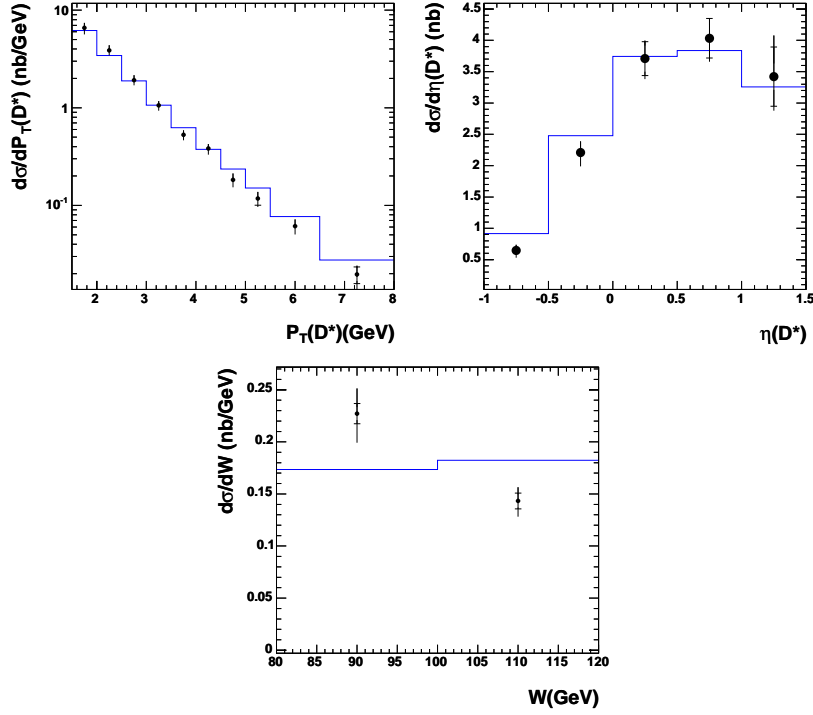 dσ/dP_T(D*) (nb/GeV)
10
1
10^-1
2 3 4 5 6 7 8
P_T(D*)(GeV)
dσ/dη(D*) (nb)
4.5
4
3.5
3
2.5
2
1.5
1
0.5
-1 -0.5 0 0.5 1 1.5
η(D*)
dσ/dW (nb/GeV)
0.25
0.2
0.15
0.1
0.05
0
80 85 90 95 100 105 110 115 120
W(GeV)